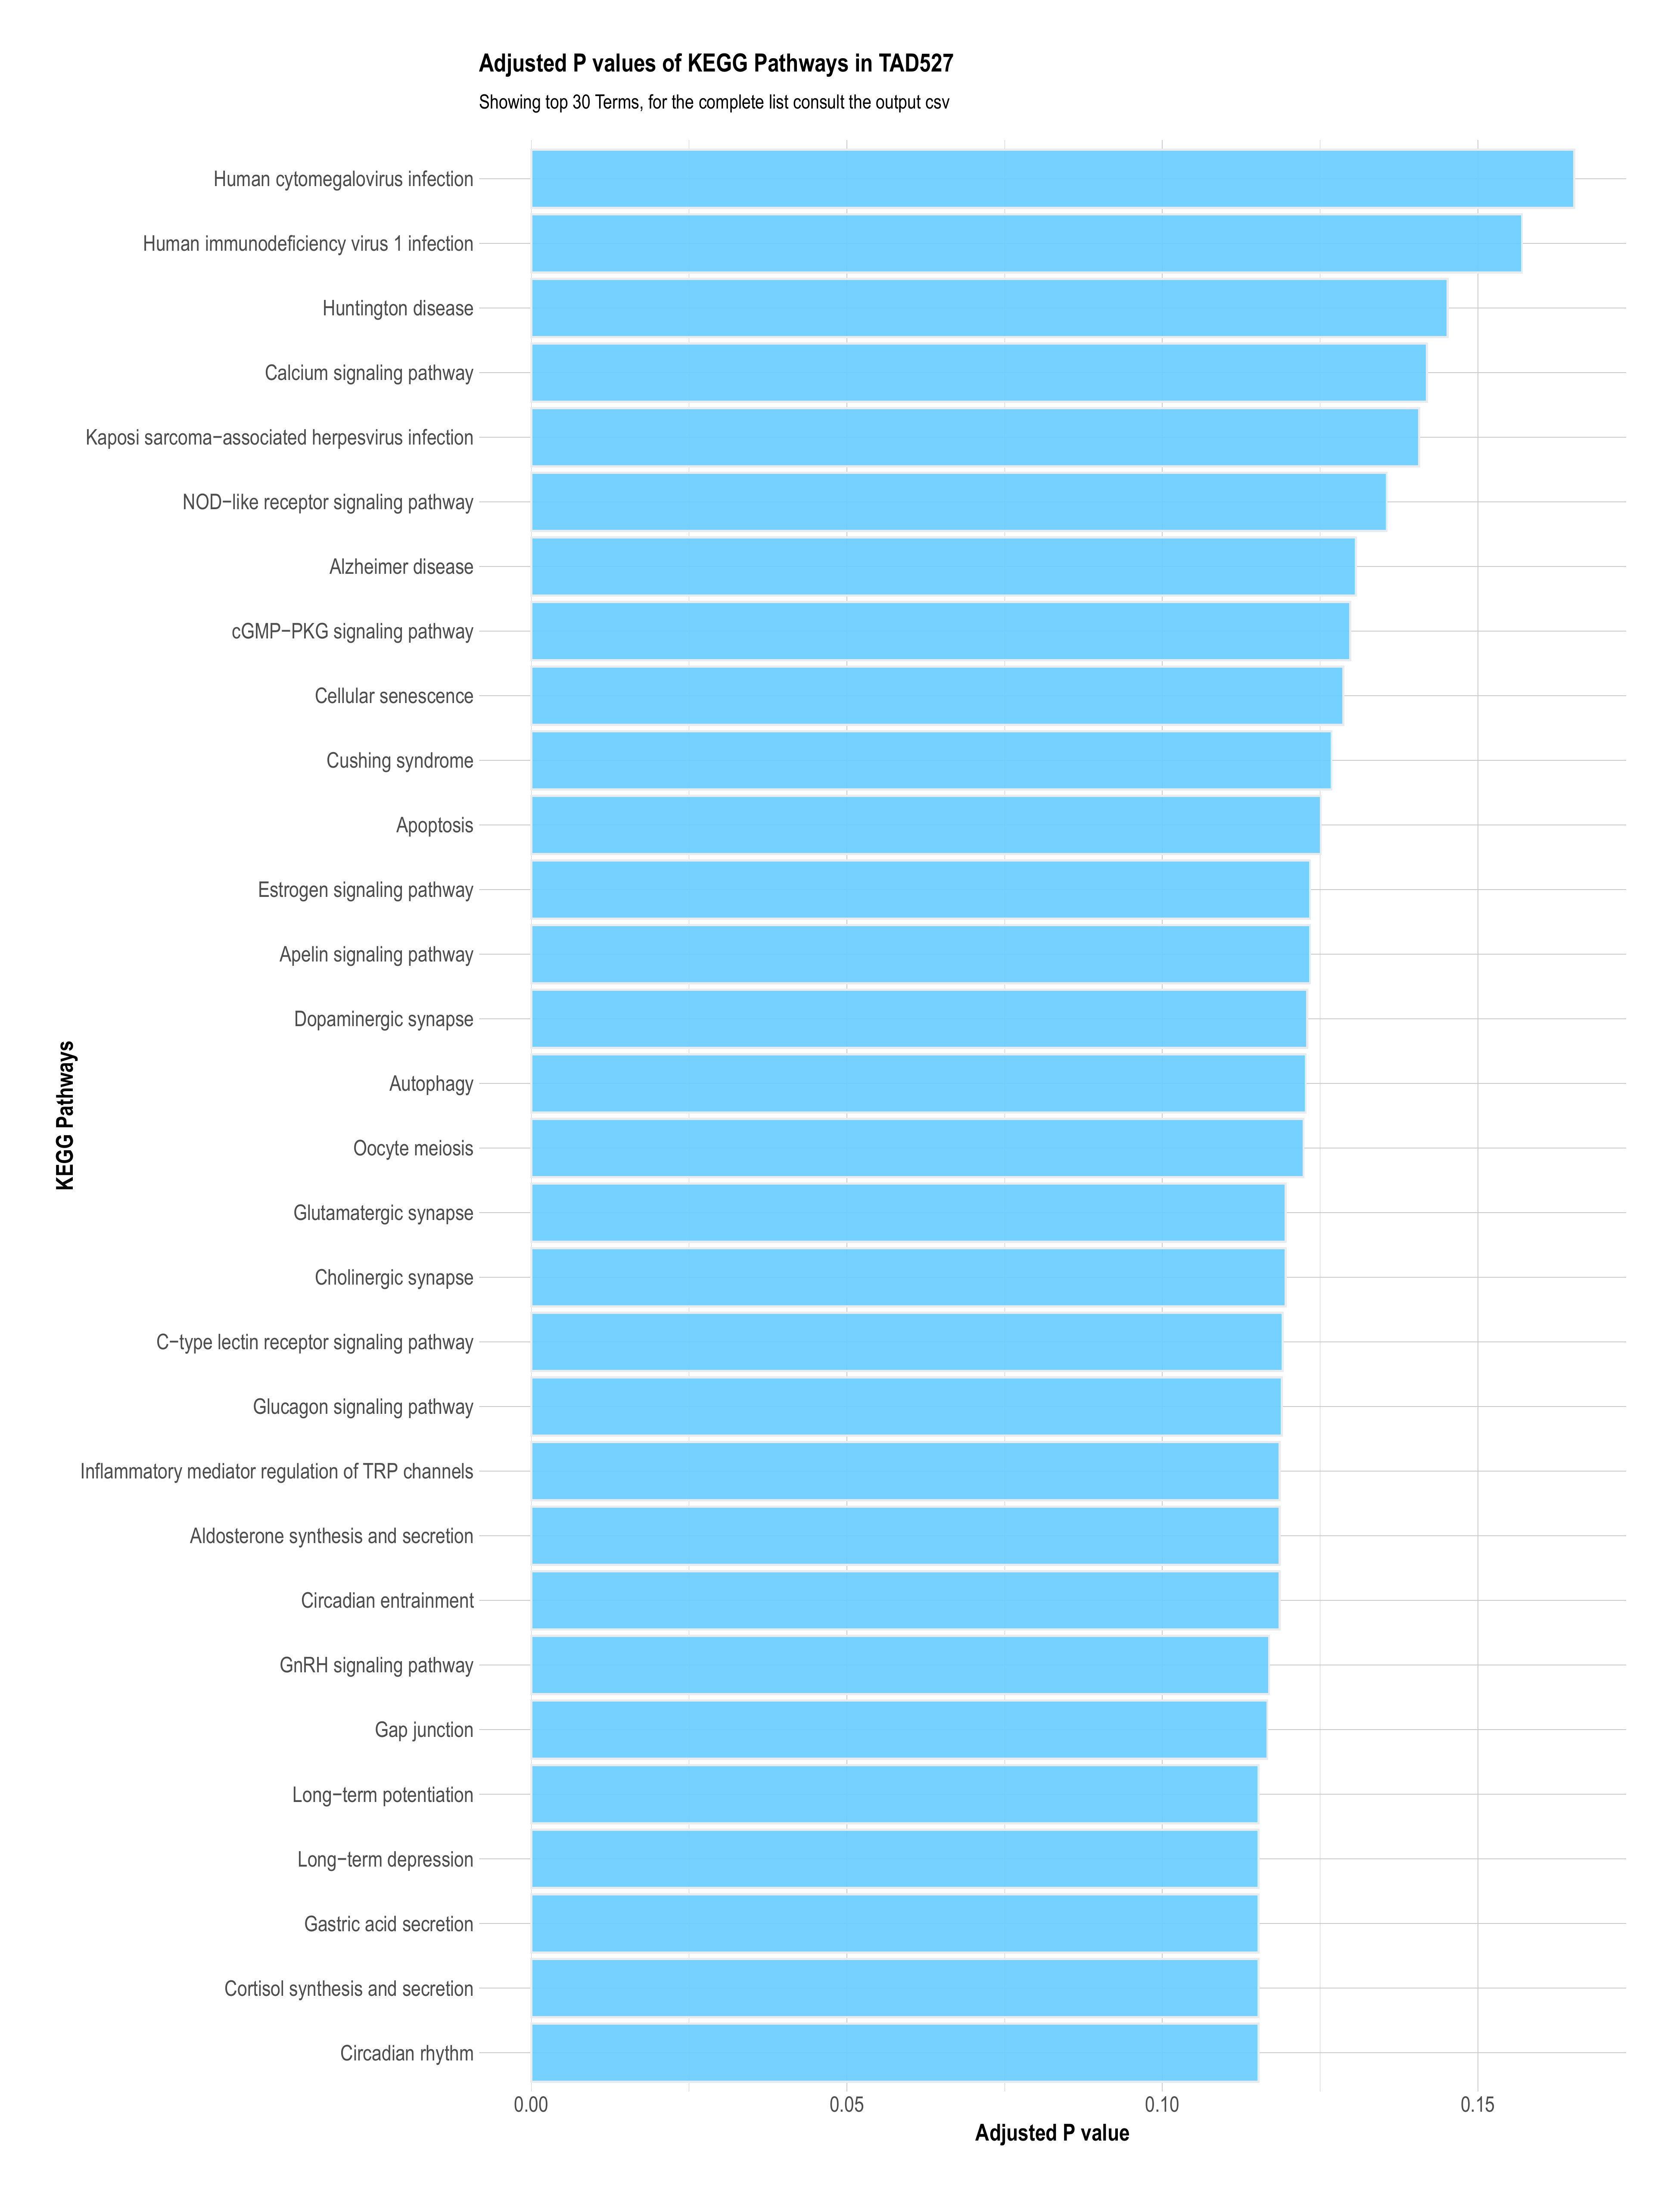 Adjusted P values of KEGG Pathways in TAD527
Showing top 30 Terms, for the complete list consult the output csv
Human cytomegalovirus infection
Human immunodeficiency virus 1 infection
Huntington disease
Calcium signaling pathway
Kaposi sarcoma−associated herpesvirus infection
NOD−like receptor signaling pathway
Alzheimer disease
cGMP−PKG signaling pathway
Cellular senescence
Cushing syndrome
Apoptosis
Estrogen signaling pathway
Apelin signaling pathway
Dopaminergic synapse
Autophagy
Oocyte meiosis
Glutamatergic synapse
Cholinergic synapse
C−type lectin receptor signaling pathway
Glucagon signaling pathway
Inflammatory mediator regulation of TRP channels
Aldosterone synthesis and secretion
Circadian entrainment
GnRH signaling pathway
Gap junction
Long−term potentiation
Long−term depression
Gastric acid secretion
Cortisol synthesis and secretion
Circadian rhythm
KEGG Pathways
0.00 0.05 0.10 0.15
Adjusted P value